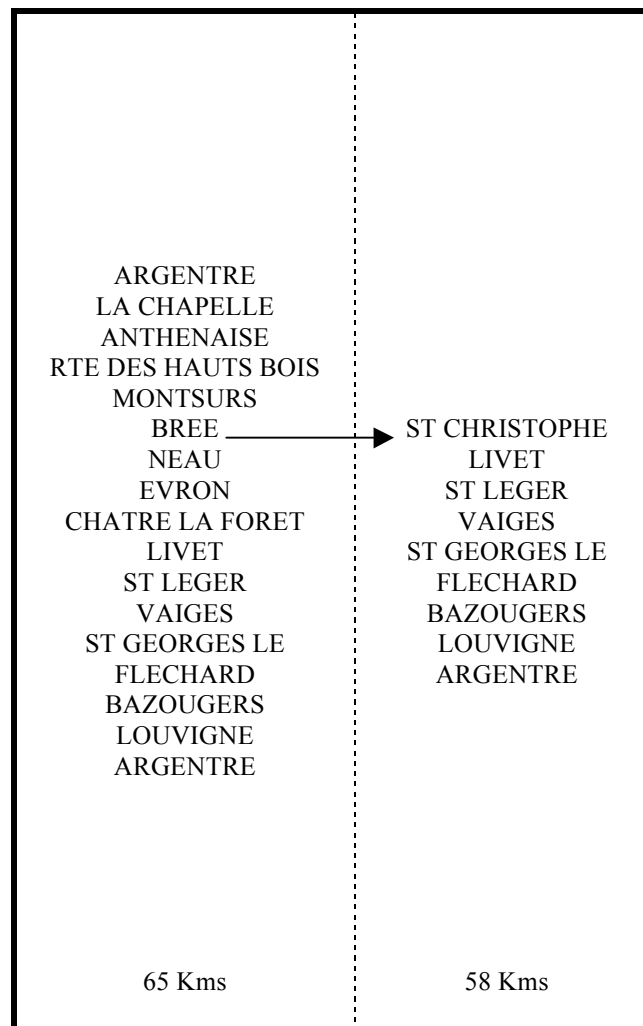 ARGENTRE
LA CHAPELLE
ANTHENAISE
RTE DES HAUTS BOIS
MONTSURS
BREE
NEAU
EVRON
CHATRE LA FORET
LIVET
ST LEGER
VAIGES
ST GEORGES LE
FLECHARD
BAZOUGERS
LOUVIGNE
ARGENTRE
65 Kms
ST CHRISTOPHE
LIVET
ST LEGER
VAIGES
ST GEORGES LE
FLECHARD
BAZOUGERS
LOUVIGNE
ARGENTRE
58 Kms